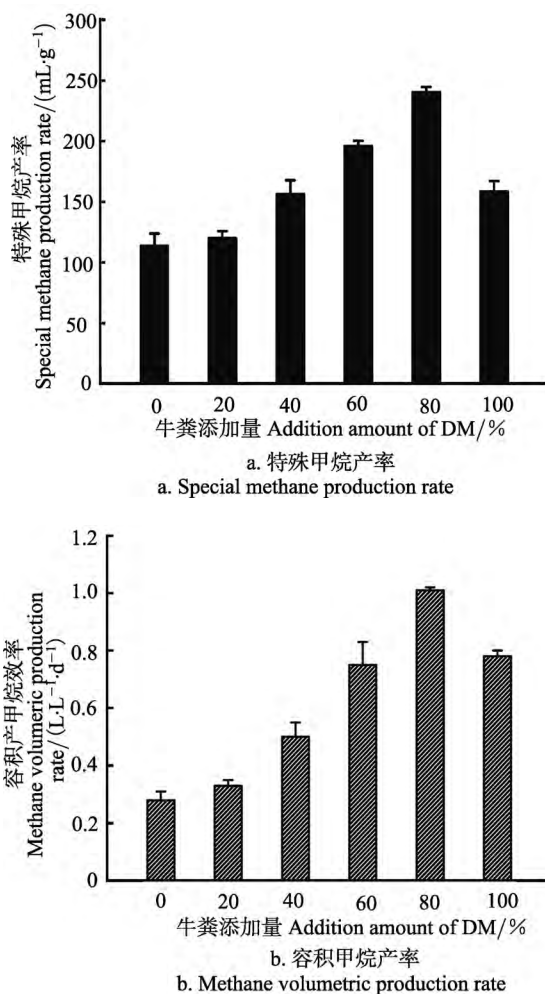 特殊甲烷产率
Special methane production rate/(mL·g⁻¹)
300
250
200
150
100
50
0
0 20 40 60 80 100
牛粪添加量 Addition amount of DM/%
a. 特殊甲烷产率
a. Special methane production rate
容积产甲烷效率
Methane volumeric production
rate/(L·L⁻¹·d⁻¹)
1.2
1.0
0.8
0.6
0.4
0.2
0
0 20 40 60 80 100
牛粪添加量 Addition amount of DM/%
b. 容积甲烷产率
b. Methane volumetric production rate